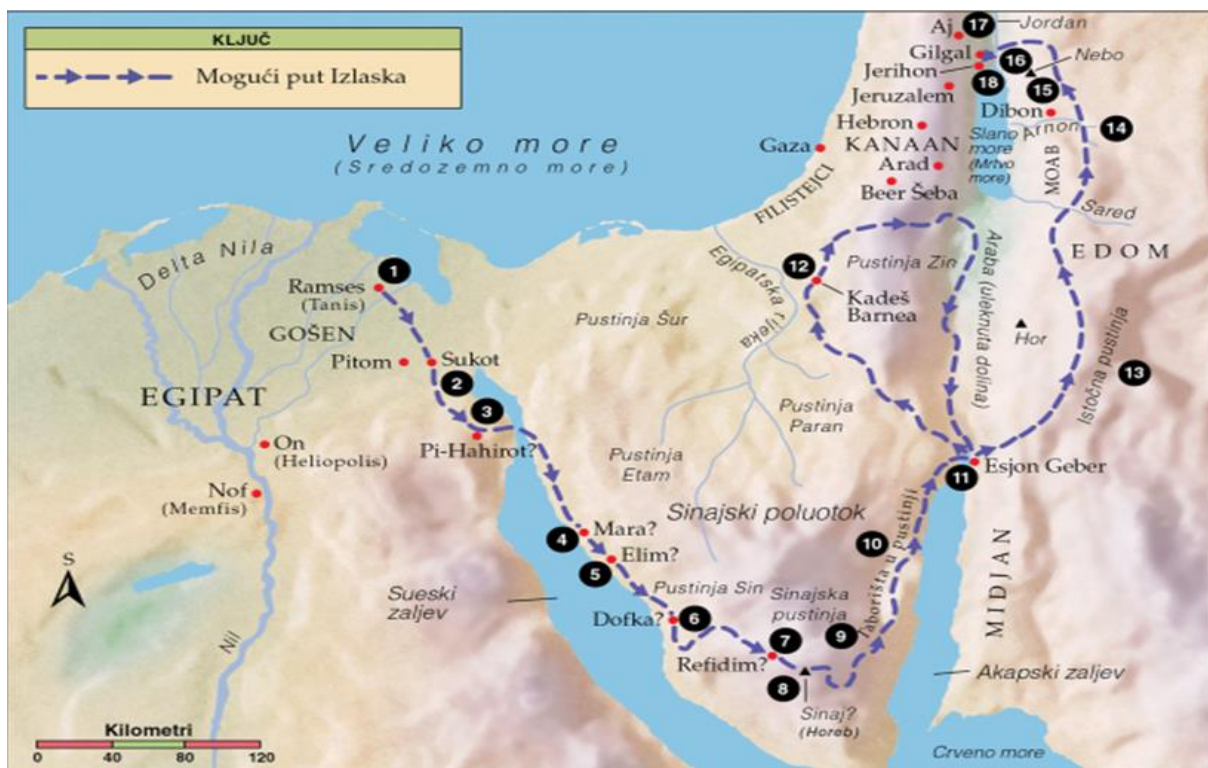 KLJUČ
Mogući put Izlaska
Veliko more
(Sredozemno more)
Delta Nila
1
Ramses
(Tanis)
GOŠEN
Pitom
Sukot
2
3
EGIPAT
On
(Heliopolis)
Pi-Hahirot?
Nof
(Memfis)
S
Nil
Kilometri
0 40 80 120
Sueski
zaljev
4
Mara?
5
Elim?
Pustinja Sin
Dofka?
6
Refidim?
7
8
Sinaj?
(Horeb)
Sinajska
pustinja
9
Sinajski poluotok
10
Taborišta u pustinji
Pustinja Šur
Pustinja
Etam
Pustinja
Paran
Egipatska rijeka
12
Kadeš
Barnea
Pustinja Zin
11
Esjon Geber
Araba (uleknuta dolina)
Hor
EDOM
Istočna pustinja
13
MIDJAN
Akapski zaljev
Crveno more
Gaza
FILISTEJCI
KANAAN
Aj
17
Jordan
Gilgal
16
Nebo
Jerihon
18
15
Jeruzalem
Dibon
Hebron
Arnon
14
Slano
more
(Mrtvo
more)
Arad
MOAB
Beer Šeba
Sared